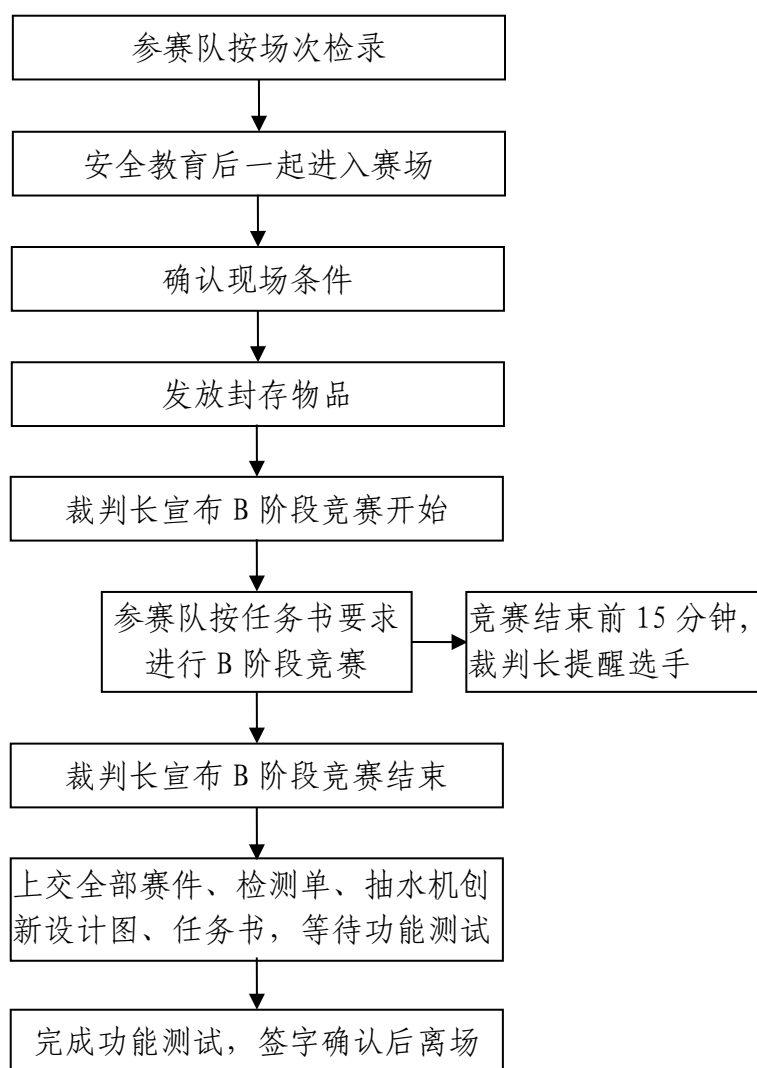 参赛队按场次检录
安全教育后一起进入赛场
确认现场条件
发放封存物品
裁判长宣布 B 阶段竞赛开始
参赛队按任务书要求
进行 B 阶段竞赛
竞赛结束前 15 分钟，
裁判长提醒选手
裁判长宣布 B 阶段竞赛结束
上交全部赛件、检测单、抽水机创
新设计图、任务书，等待功能测试
完成功能测试，签字确认后离场